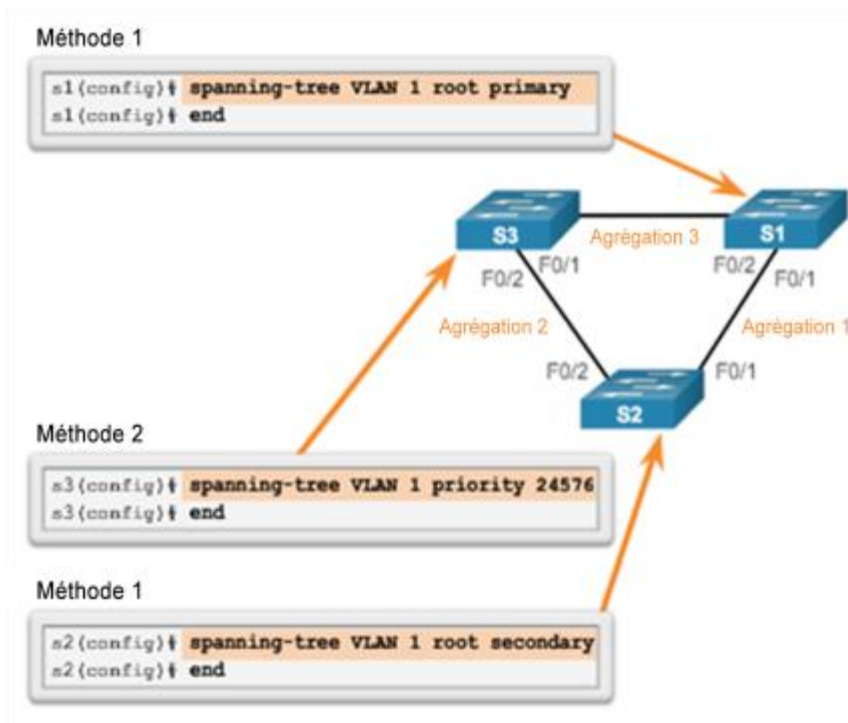 Méthode 1
s1(config)# spanning-tree VLAN 1 root primary
s1(config)# end
S3
Agrégation 3
S1
F0/2
F0/1
F0/2
F0/1
Agrégation 2
Agrégation 1
F0/2
F0/1
S2
Méthode 2
s3(config)# spanning-tree VLAN 1 priority 24576
s3(config)# end
Méthode 1
s2(config)# spanning-tree VLAN 1 root secondary
s2(config)# end